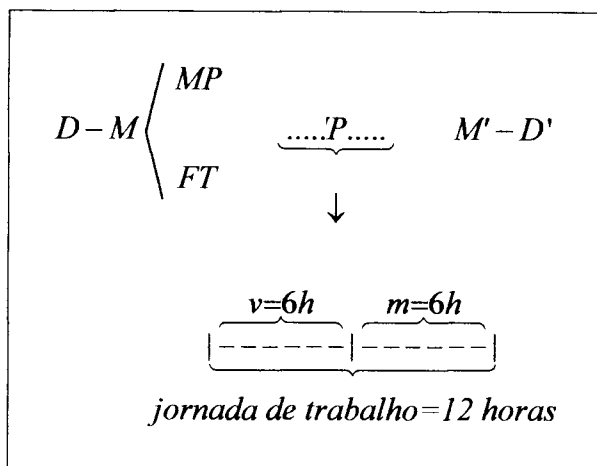 MP
D – M .....P..... M' – D'
FT
v=6h m=6h
|– – – – – – –|– – – – – – –|
jornada de trabalho=12 horas